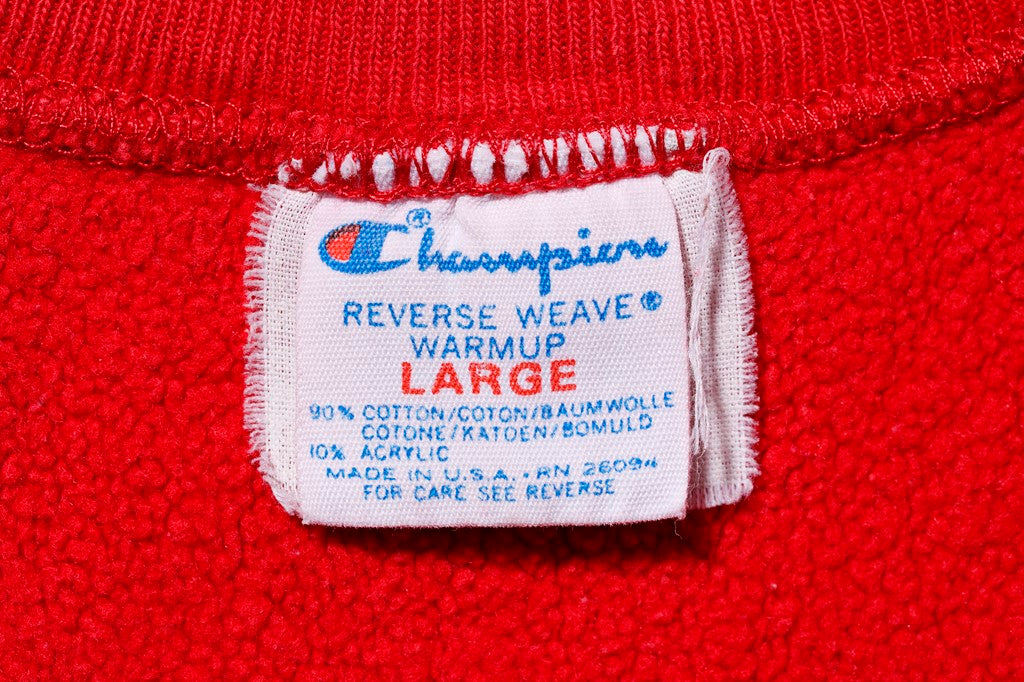 Champion®
REVERSE WEAVE®
WARMUP
LARGE
90% COTTON/COTON/BAUMWOLLE
COTONE/KATOEN/BOMULD
10% ACRYLIC
MADE IN U.S.A. • RN 26094
FOR CARE SEE REVERSE